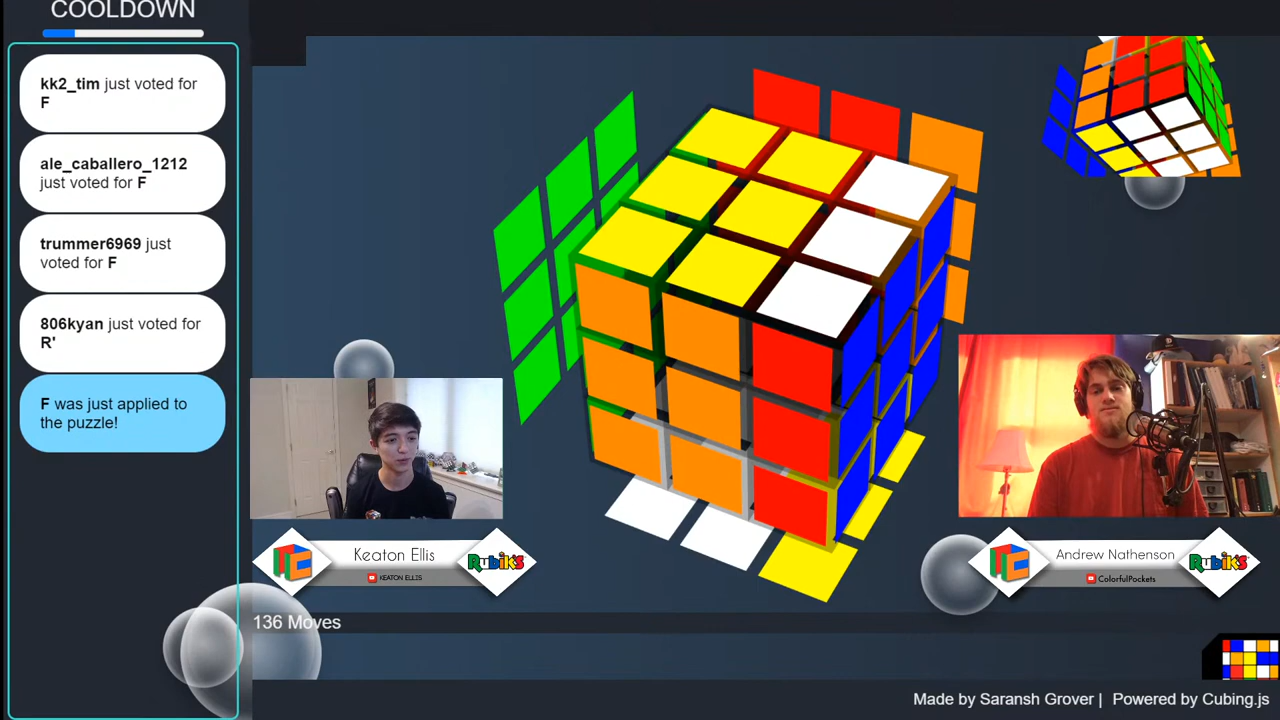 COOLDOWN
kk2_tim just voted for
F
ale_caballero_1212
just voted for F
trummer6969 just
voted for F
806kyan just voted for
R'
F was just applied to
the puzzle!
Keaton Ellis
KEATON ELLIS
RUBIK'S
Andrew Nathenson
ColorfulPockets
RUBIK'S
136 Moves
Made by Saransh Grover | Powered by Cubing.js